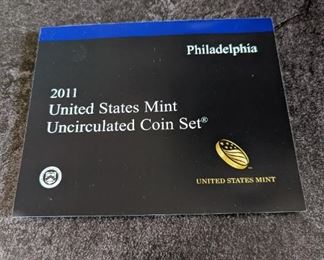 Philadelphia
2011
United States Mint
Uncirculated Coin Set®
UNITED STATES MINT